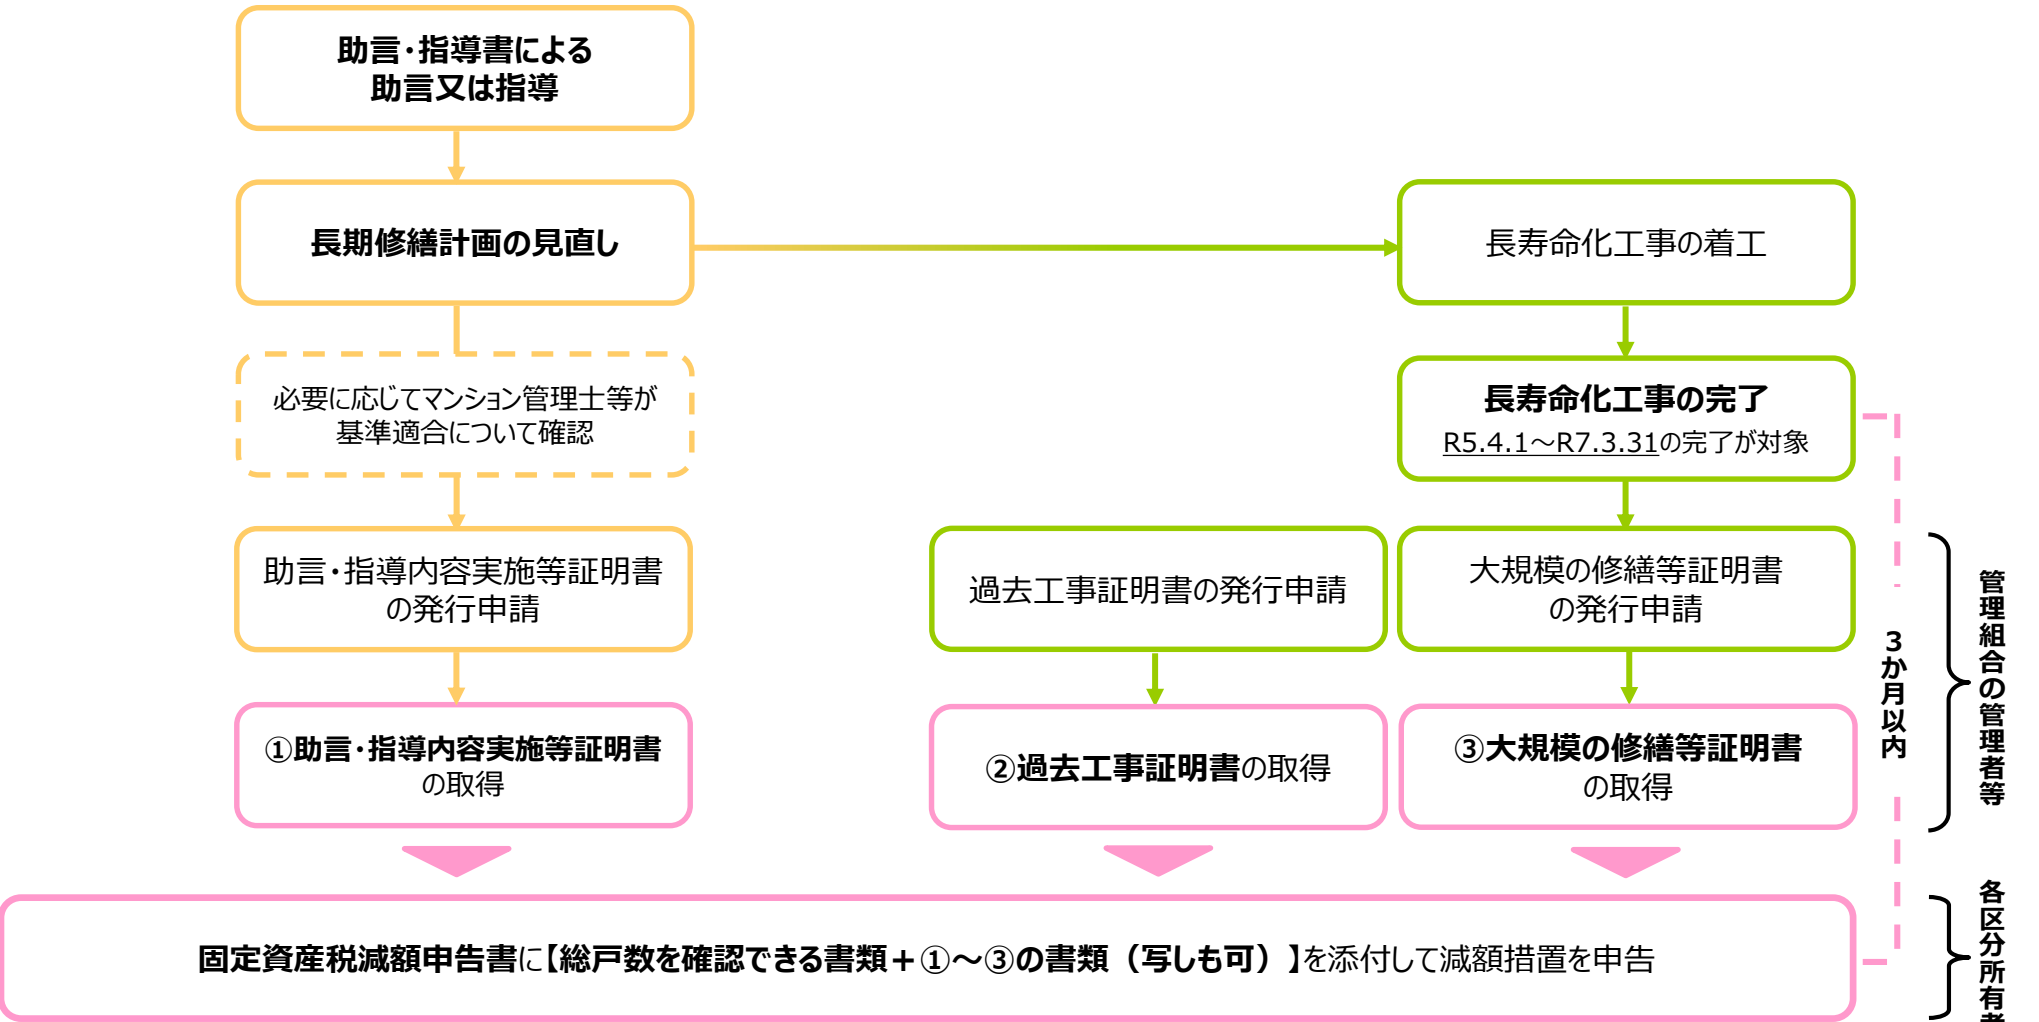 助言・指導書による
助言又は指導
長期修繕計画の見直し
長寿命化工事の着工
必要に応じてマンション管理士等が
基準適合について確認
長寿命化工事の完了
R5.4.1～R7.3.31の完了が対象
助言・指導内容実施等証明書
の発行申請
過去工事証明書の発行申請
大規模の修繕等証明書
の発行申請
①助言・指導内容実施等証明書
の取得
②過去工事証明書の取得
③大規模の修繕等証明書
の取得
3か月以内
管理組合の管理者等
固定資産税減額申告書に【総戸数を確認できる書類＋①～③の書類（写しも可）】を添付して減額措置を申告
各区分所有者